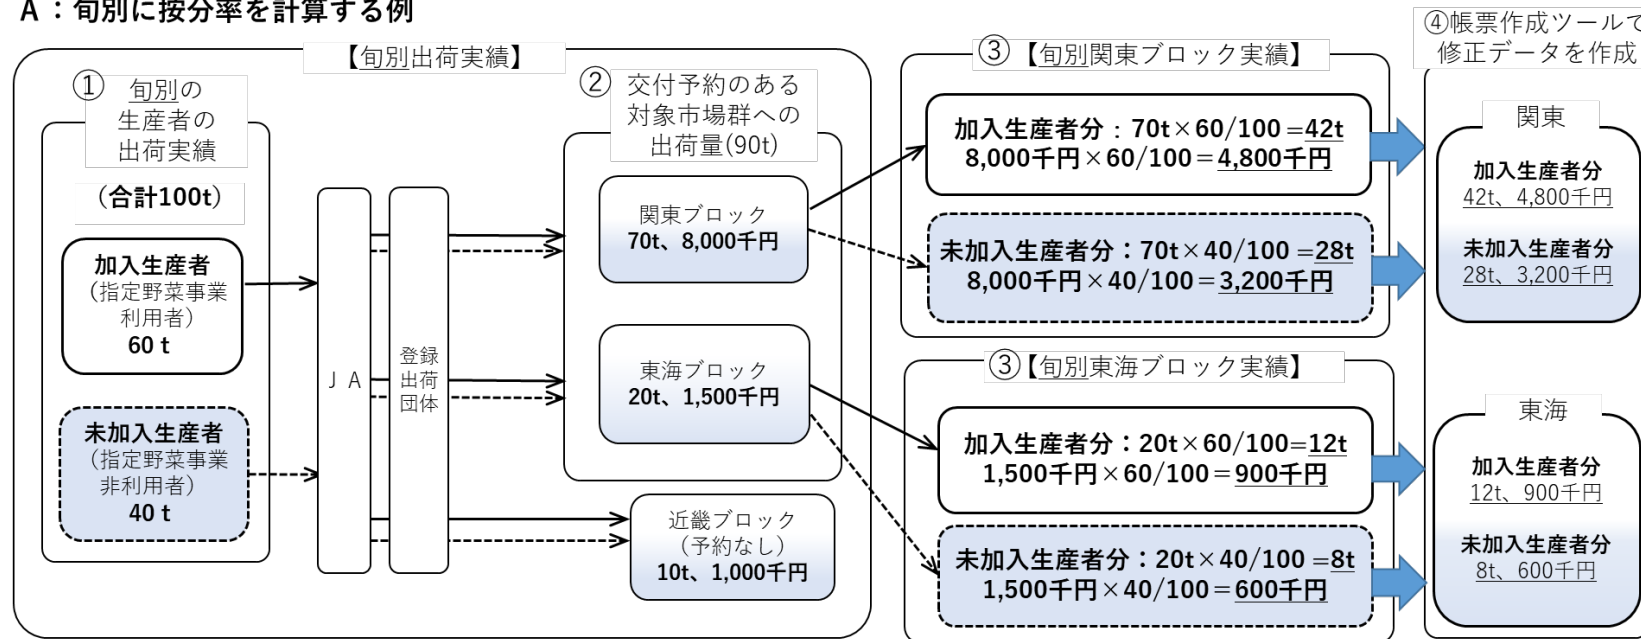 A：旬別に按分率を計算する例
【旬別出荷実績】
①
旬別の
生産者の
出荷実績
（合計100t）
加入生産者
（指定野菜事業
利用者）
60 t
未加入生産者
（指定野菜事業
非利用者）
40 t
ＪＡ
登録
出荷
団体
②
交付予約のある
対象市場群への
出荷量(90t)
関東ブロック
70t、8,000千円
東海ブロック
20t、1,500千円
近畿ブロック
（予約なし）
10t、1,000千円
③【旬別関東ブロック実績】
加入生産者分：70t×60/100＝42t
8,000千円×60/100＝4,800千円
未加入生産者分：70t×40/100＝28t
8,000千円×40/100＝3,200千円
③【旬別東海ブロック実績】
加入生産者分：20t×60/100=12t
1,500千円×60/100＝900千円
未加入生産者分：20t×40/100＝8t
1,500千円×40/100＝600千円
④帳票作成ツールで
修正データを作成
関東
加入生産者分
42t、4,800千円
未加入生産者分
28t、3,200千円
東海
加入生産者分
12t、900千円
未加入生産者分
8t、600千円